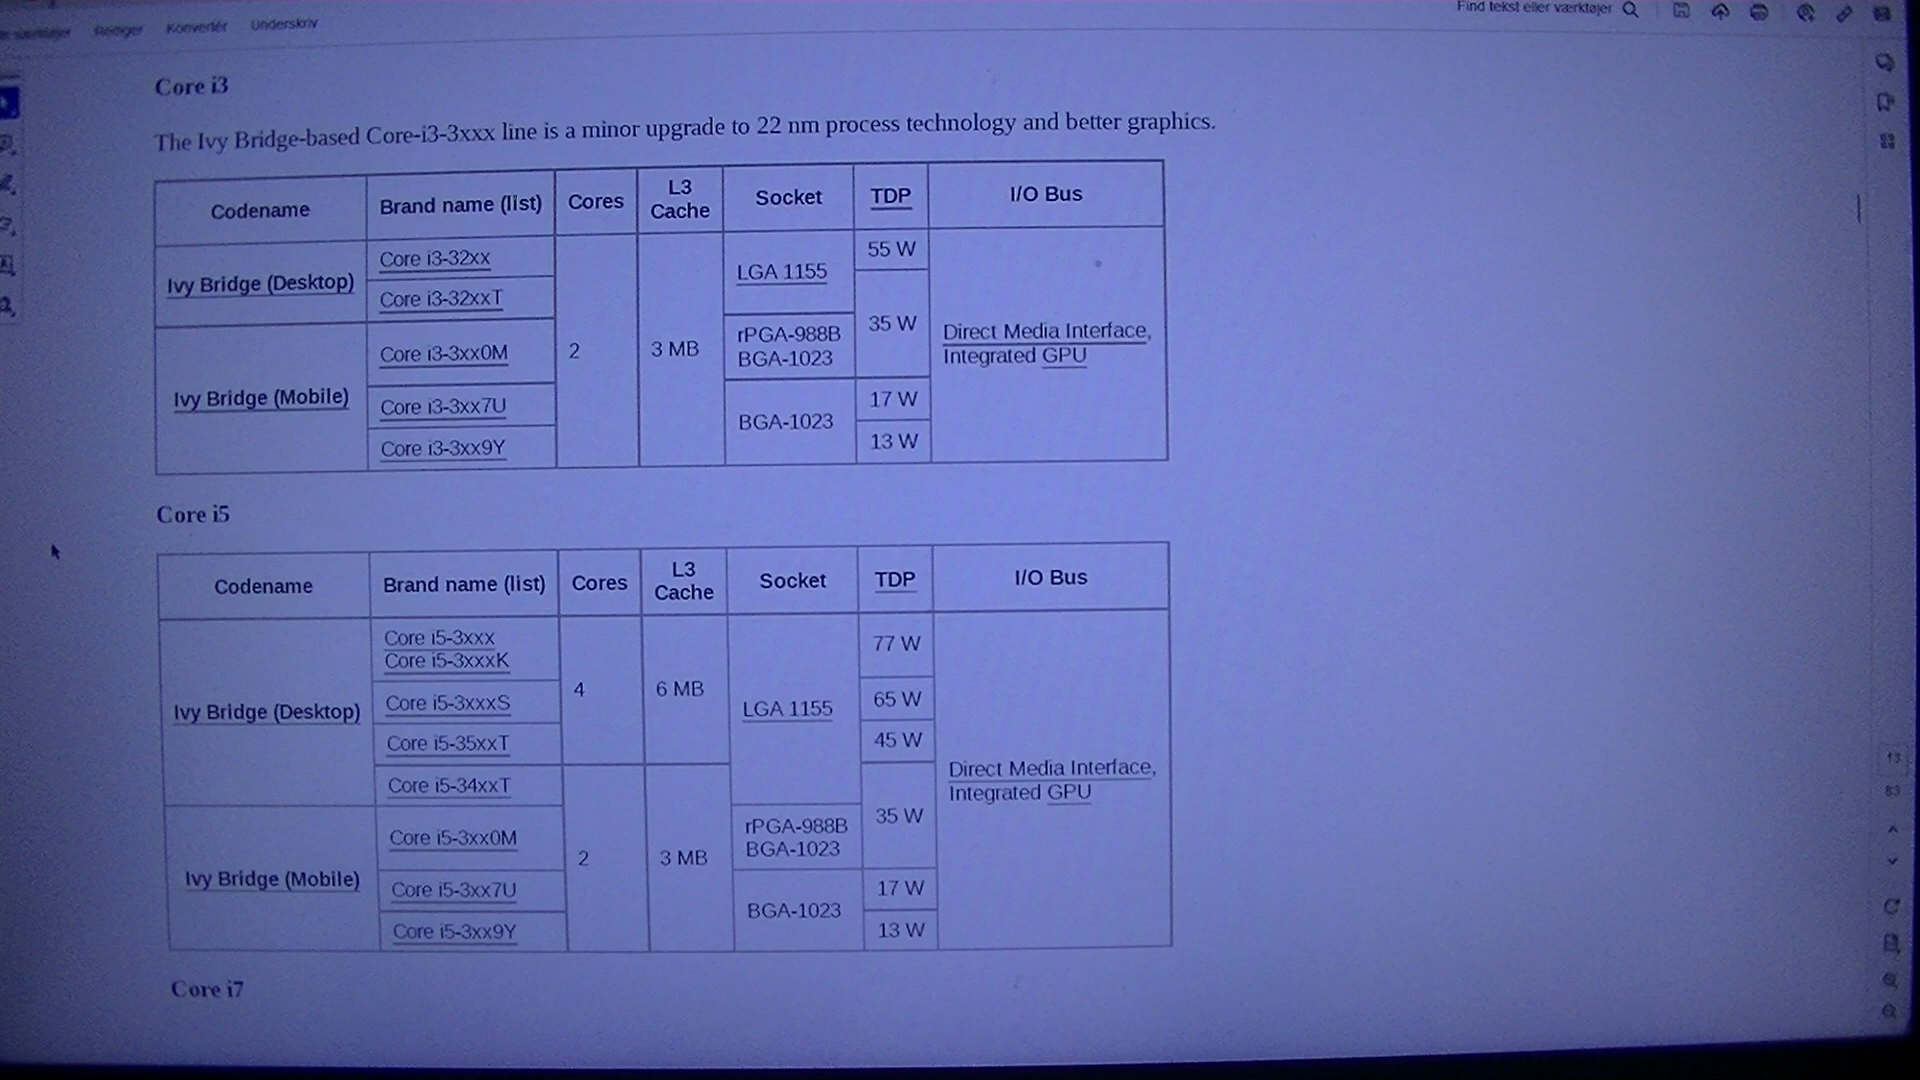 Find tekst eller værktøjer
Rediger Konvertér Underskriv
Core i3
The Ivy Bridge-based Core-i3-3xxx line is a minor upgrade to 22 nm process technology and better graphics.
Codename Brand name (list) Cores L3 Cache Socket TDP I/O Bus
Ivy Bridge (Desktop) Core i3-32xx 2 3 MB LGA 1155 55 W Direct Media Interface, Integrated GPU
Core i3-32xxT 35 W
Ivy Bridge (Mobile) Core i3-3xx0M rPGA-988B BGA-1023
Core i3-3xx7U BGA-1023 17 W
Core i3-3xx9Y 13 W
Core i5
Codename Brand name (list) Cores L3 Cache Socket TDP I/O Bus
Ivy Bridge (Desktop) Core i5-3xxx Core i5-3xxxK 4 6 MB LGA 1155 77 W Direct Media Interface, Integrated GPU
Core i5-3xxxS 65 W
Core i5-35xxT 45 W
Core i5-34xxT 2 3 MB 35 W
Ivy Bridge (Mobile) Core i5-3xx0M rPGA-988B BGA-1023
Core i5-3xx7U BGA-1023 17 W
Core i5-3xx9Y 13 W
Core i7
13
83